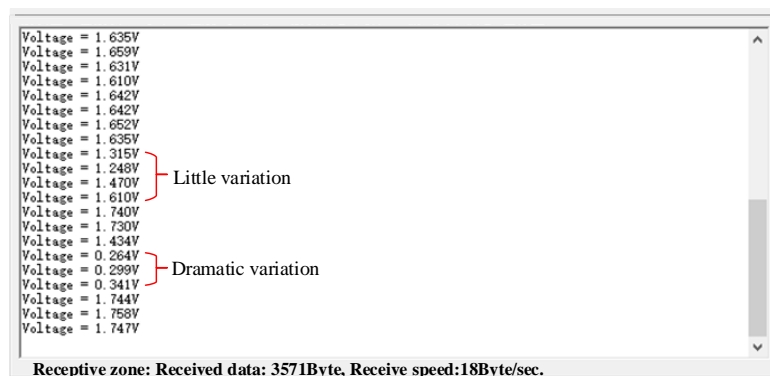 Voltage = 1.635V
Voltage = 1.659V
Voltage = 1.631V
Voltage = 1.610V
Voltage = 1.642V
Voltage = 1.642V
Voltage = 1.652V
Voltage = 1.635V
Voltage = 1.315V
Voltage = 1.248V
Voltage = 1.470V
Little variation
Voltage = 1.610V
Voltage = 1.740V
Voltage = 1.730V
Voltage = 1.434V
Voltage = 0.264V
Voltage = 0.299V
Dramatic variation
Voltage = 0.341V
Voltage = 1.744V
Voltage = 1.758V
Voltage = 1.747V
Receptive zone: Received data: 3571Byte, Receive speed:18Byte/sec.